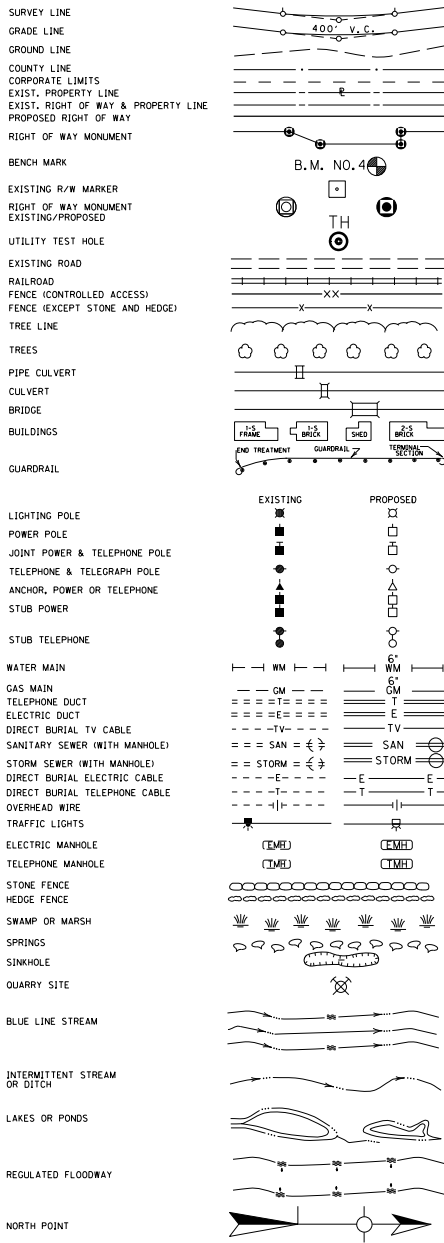 SURVEY LINE
GRADE LINE 400' V.C.
GROUND LINE
COUNTY LINE
CORPORATE LIMITS
EXIST. PROPERTY LINE
EXIST. RIGHT OF WAY & PROPERTY LINE
PROPOSED RIGHT OF WAY
RIGHT OF WAY MONUMENT
BENCH MARK B.M. NO.4
EXISTING R/W MARKER
RIGHT OF WAY MONUMENT
EXISTING/PROPOSED
TH
UTILITY TEST HOLE
EXISTING ROAD
RAILROAD
FENCE (CONTROLLED ACCESS) XX
FENCE (EXCEPT STONE AND HEDGE) X X
TREE LINE
TREES
PIPE CULVERT
CULVERT
BRIDGE
BUILDINGS 1-S FRAME 1-S BRICK SHED 2-S BRICK
GUARDRAIL END TREATMENT GUARDRAIL TERMINAL SECTION
EXISTING PROPOSED
LIGHTING POLE
POWER POLE
JOINT POWER & TELEPHONE POLE
TELEPHONE & TELEGRAPH POLE
ANCHOR, POWER OR TELEPHONE
STUB POWER
STUB TELEPHONE
WATER MAIN WM 6" WM
GAS MAIN GM 6" GM
TELEPHONE DUCT T T
ELECTRIC DUCT E E
DIRECT BURIAL TV CABLE TV TV
SANITARY SEWER (WITH MANHOLE) SAN SAN
STORM SEWER (WITH MANHOLE) STORM STORM
DIRECT BURIAL ELECTRIC CABLE E E E
DIRECT BURIAL TELEPHONE CABLE T T T
OVERHEAD WIRE
TRAFFIC LIGHTS
ELECTRIC MANHOLE EMH EMH
TELEPHONE MANHOLE TMH TMH
STONE FENCE
HEDGE FENCE
SWAMP OR MARSH
SPRINGS
SINKHOLE
QUARRY SITE
BLUE LINE STREAM
INTERMITTENT STREAM
OR DITCH
LAKES OR PONDS
REGULATED FLOODWAY
NORTH POINT